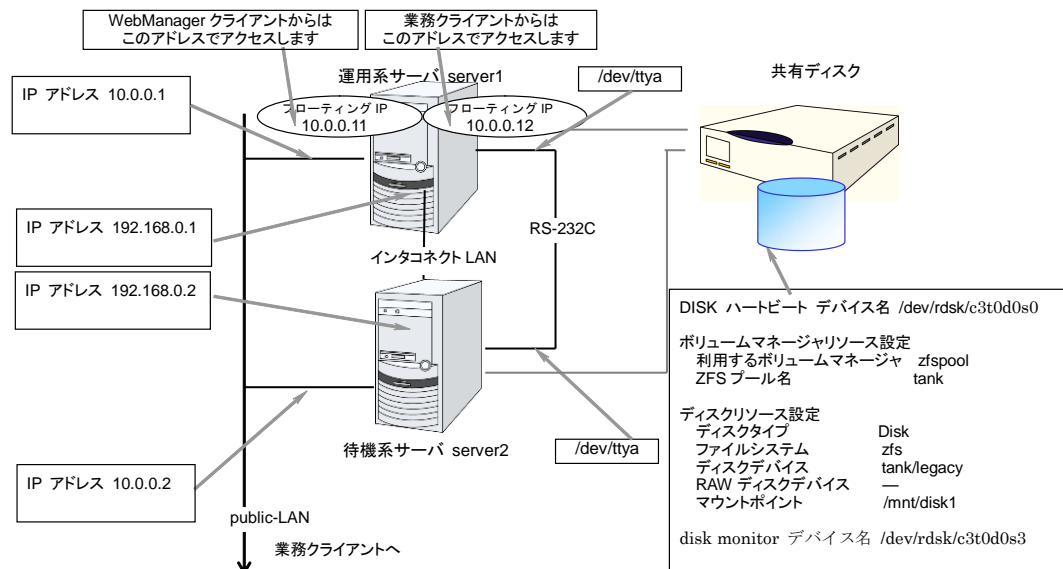 WebManager クライアントからは
このアドレスでアクセスします
業務クライアントからは
このアドレスでアクセスします
運用系サーバ server1
/dev/ttya
共有ディスク
IP アドレス 10.0.0.1
フローティング IP
10.0.0.11
フローティング IP
10.0.0.12
IP アドレス 192.168.0.1
RS-232C
インタコネクト LAN
IP アドレス 192.168.0.2
DISK ハートビート デバイス名 /dev/rdsk/c3t0d0s0
ボリュームマネージャリソース設定
利用するボリュームマネージャ zfspool
ZFS プール名 tank
ディスクリソース設定
ディスクタイプ Disk
ファイルシステム zfs
ディスクデバイス tank/legacy
RAW ディスクデバイス —
マウントポイント /mnt/disk1
disk monitor デバイス名 /dev/rdsk/c3t0d0s3
待機系サーバ server2
/dev/ttya
IP アドレス 10.0.0.2
public-LAN
業務クライアントへ